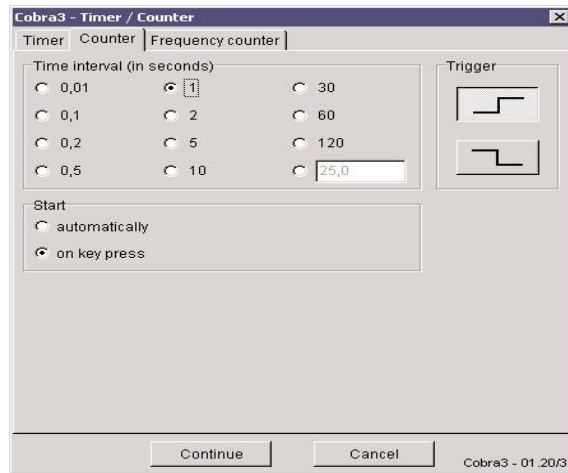 Cobra3 - Timer / Counter
Timer Counter Frequency counter
Time interval (in seconds)
Trigger
0,01 1 30
0,1 2 60
0,2 5 120
0,5 10 25,0
Start
automatically
on key press
Continue Cancel
Cobra3 - 01.20/3